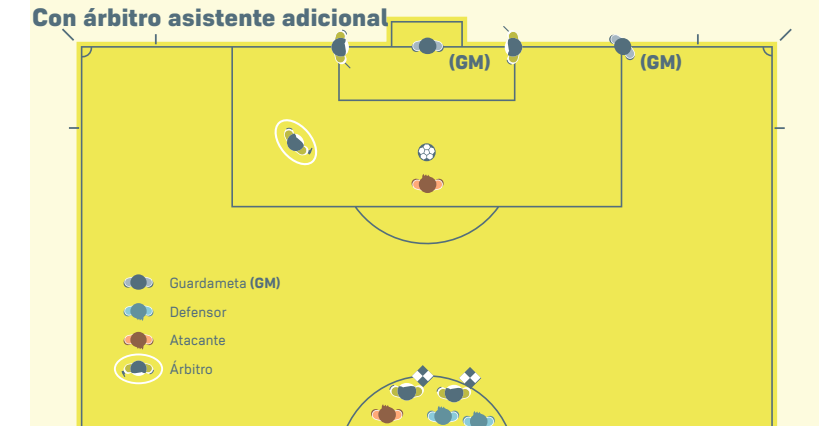 Con árbitro asistente adicional
(GM)
(GM)
Guardameta (GM)
Defensor
Atacante
Árbitro